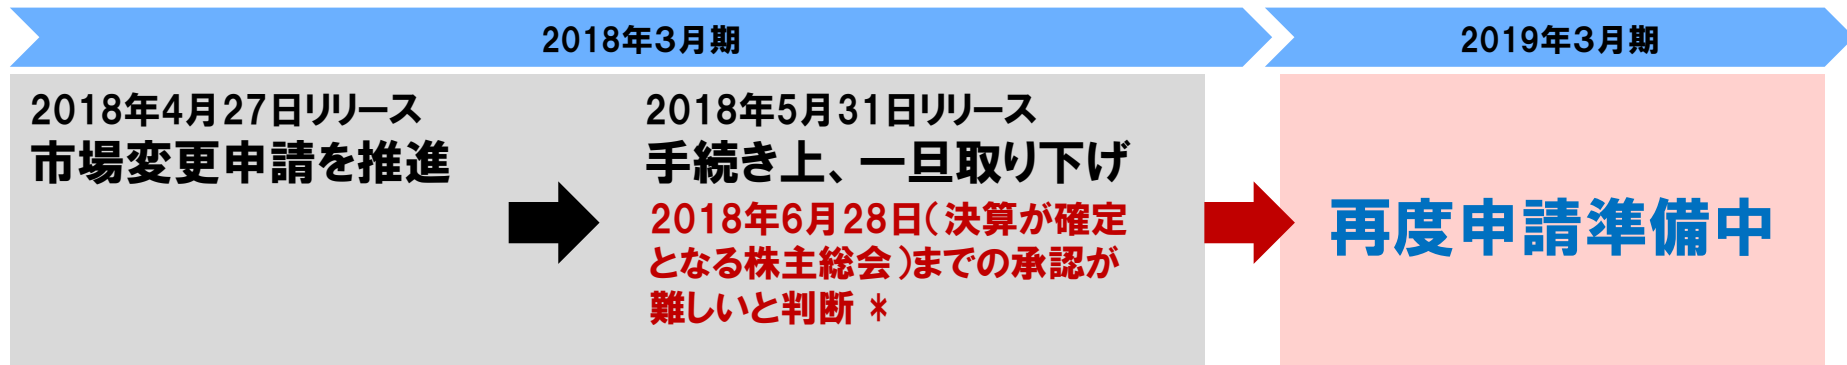 2018年3月期
2019年3月期
2018年4月27日リリース
市場変更申請を推進
2018年5月31日リリース
手続き上、一旦取り下げ
2018年6月28日(決算が確定
となる株主総会)までの承認が
難しいと判断 *
再度申請準備中